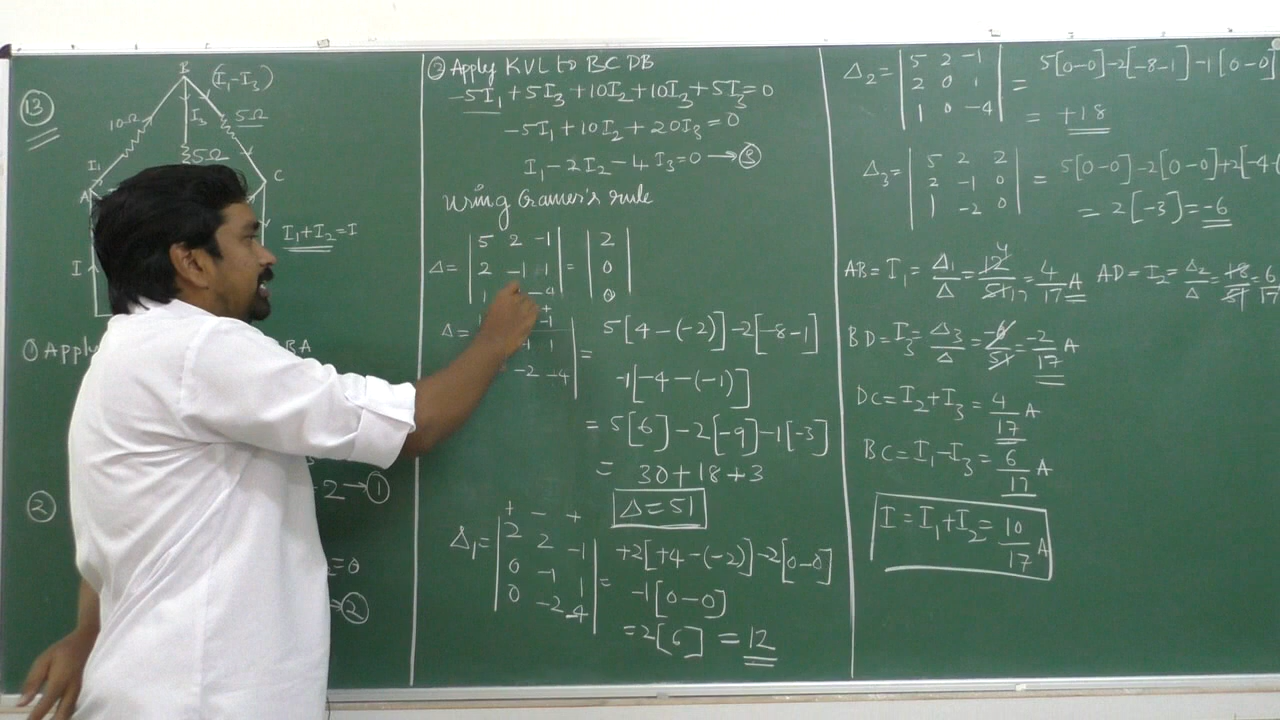 13
B (I₁-I₃)
10Ω I₃ 5Ω
5Ω
I₁
A C
I₁+I₂=I
I
① Apply BA
2→①
=0
②
→②
② Apply KVL to BC DB
-5I₁+5I₃+10I₂+10I₃+5I₃=0
-5I₁+10I₂+20I₃=0
I₁-2I₂-4I₃=0→③
Using Cramer's rule
Δ= |5 2 -1| = |2|
|2 -1 1| |0|
-4| |0|
Δ= +
-1| = 5[4-(-2)]-2[-8-1]
1|
-2 -4| -1[-4-(-1)]
= 5[6]-2[-9]-1[-3]
= 30+18+3
Δ=51
+ - +
Δ₁= |2 2 -1| = +2[+4-(-2)]-2[0-0]
|0 -1 1| -1[0-0]
|0 -2 -4| =2[6] = 12
Δ₂= |5 2 -1| = 5[0-0]-2[-8-1]-1[0-0]
|2 0 1|
|1 0 -4| = +18
Δ₃= |5 2 2| = 5[0-0]-2[0-0]+2[-4-(
|2 -1 0|
|1 -2 0| = 2[-3]=-6
AB=I₁=Δ₁/Δ=12/51=4/17 A AD=I₂=Δ₂/Δ=18/51=6
BD=I₃=Δ₃/Δ=-6/51=-2/17 A
DC=I₂+I₃=4/17 A
BC=I₁-I₃=6/17 A
I=I₁+I₂=10/17 A